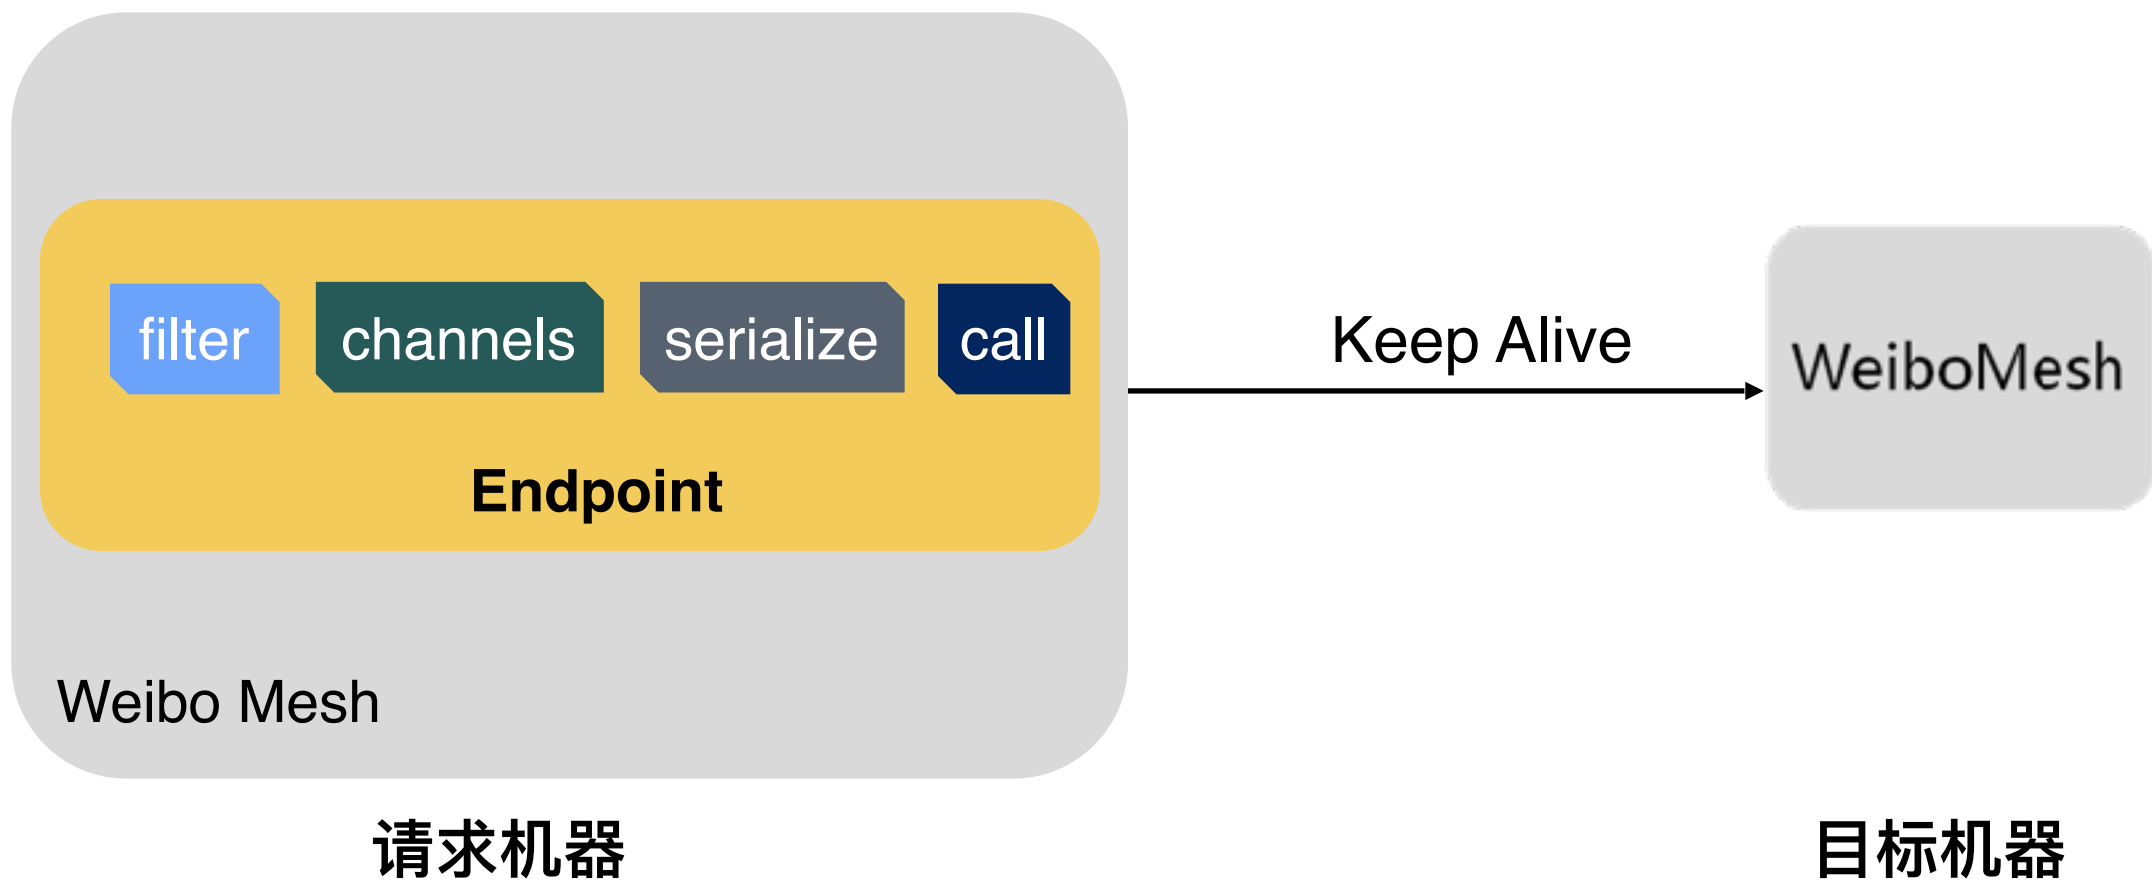 filter
channels
serialize
call
Endpoint
Weibo Mesh
Keep Alive
WeiboMesh
请求机器
目标机器